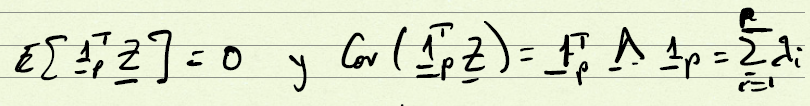 E[1ₚᵀ Z] = 0 y Cov(1ₚᵀ Z) = 1ₚᵀ Λ 1ₚ = Σᵢ₌₁ᵖ λᵢ